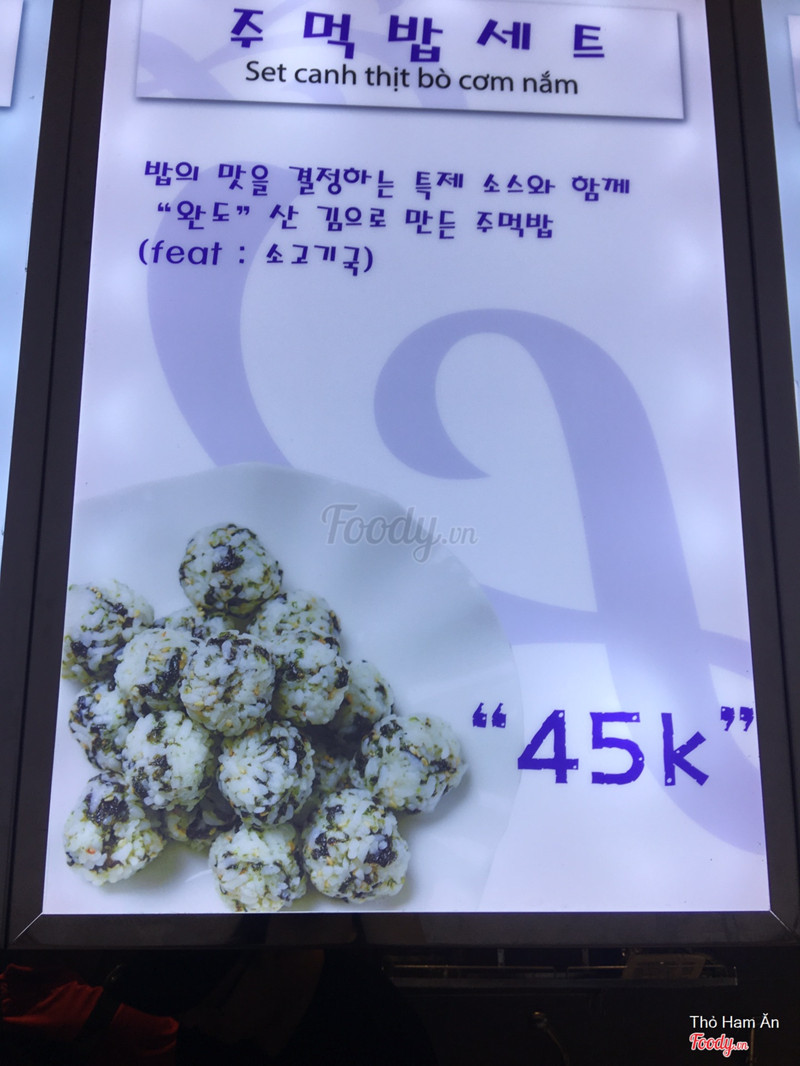 주먹밥세트
Set canh thịt bò cơm nắm
밥의 맛을 결정하는 특제 소스와 함께
“완도” 산 김으로 만든 주먹밥
(feat : 소고기국)
Foody.vn
“45k”
Thỏ Ham Ăn
Foody.vn